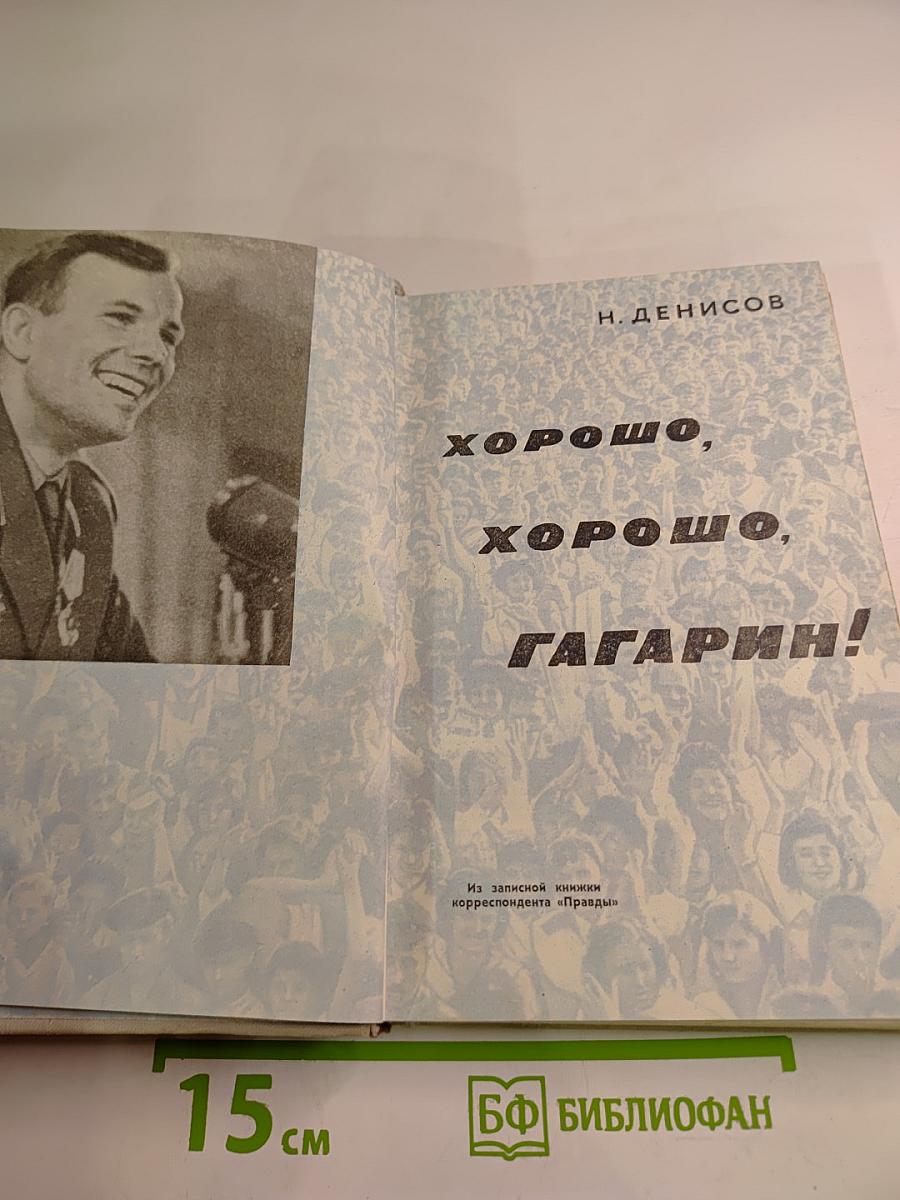 Н. ДЕНИСОВ
ХОРОШО,
ХОРОШО,
ГАГАРИН!
Из записной книжки
корреспондента «Правды»
15 см
БФ БИБЛИОФАН